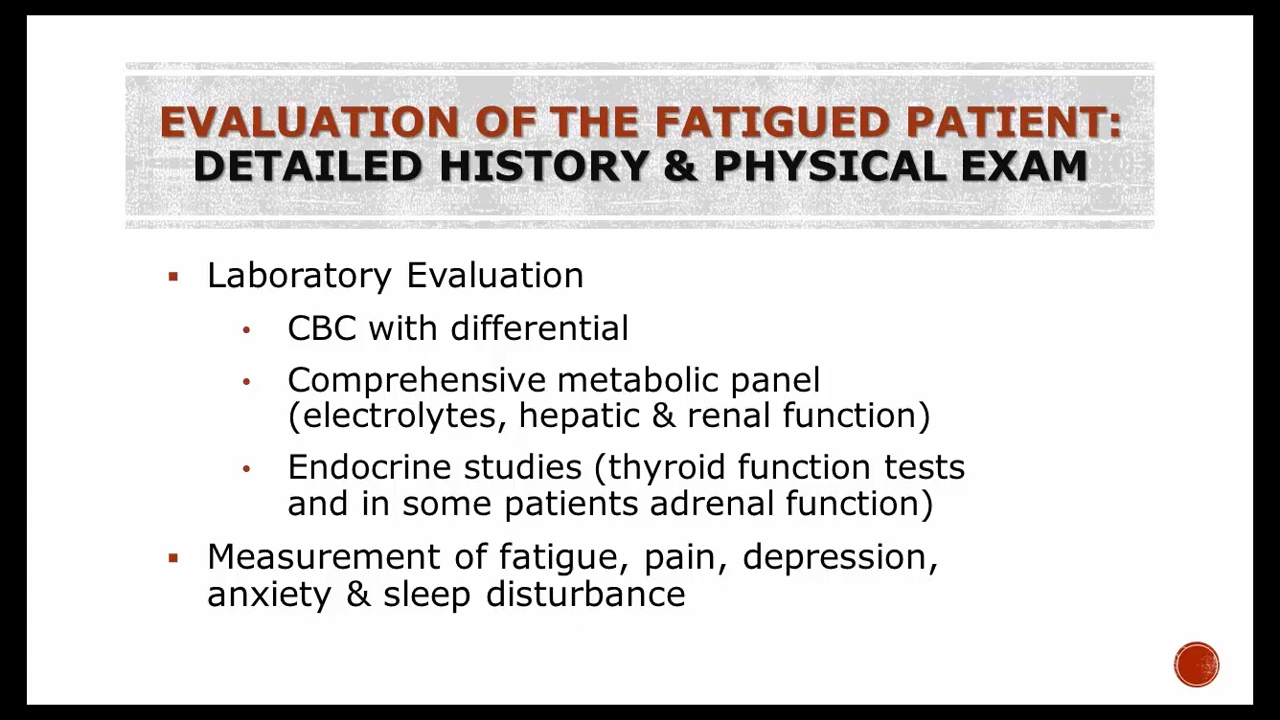 EVALUATION OF THE FATIGUED PATIENT:
DETAILED HISTORY & PHYSICAL EXAM
▪ Laboratory Evaluation
• CBC with differential
• Comprehensive metabolic panel
(electrolytes, hepatic & renal function)
• Endocrine studies (thyroid function tests
and in some patients adrenal function)
▪ Measurement of fatigue, pain, depression,
anxiety & sleep disturbance